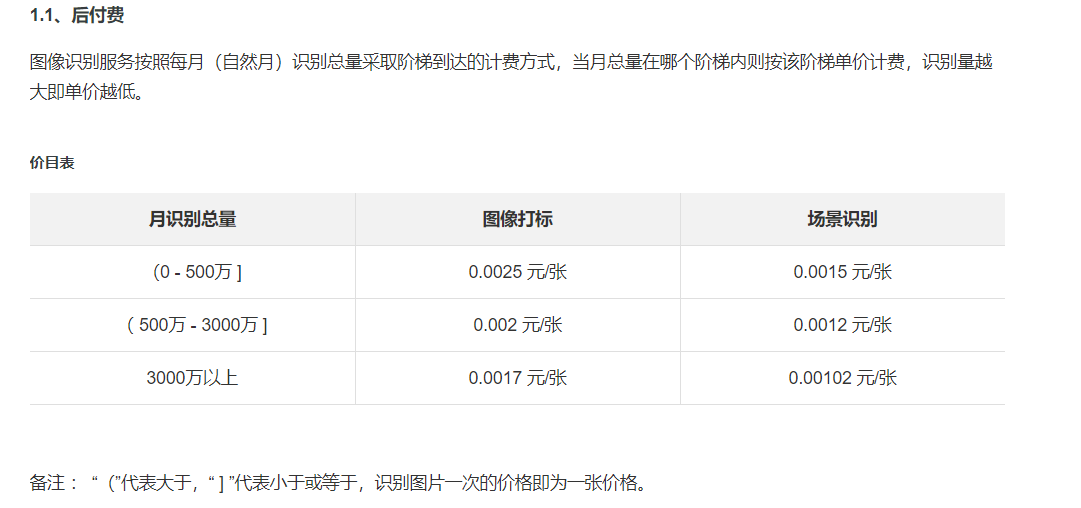 1.1、后付费
图像识别服务按照每月（自然月）识别总量采取阶梯到达的计费方式，当月总量在哪个阶梯内则按该阶梯单价计费，识别量越
大即单价越低。
价目表
月识别总量 图像打标 场景识别
（0 - 500万 ] 0.0025 元/张 0.0015 元/张
（ 500万 - 3000万 ] 0.002 元/张 0.0012 元/张
3000万以上 0.0017 元/张 0.00102 元/张
备注： “（”代表大于，“ ] ”代表小于或等于，识别图片一次的价格即为一张价格。